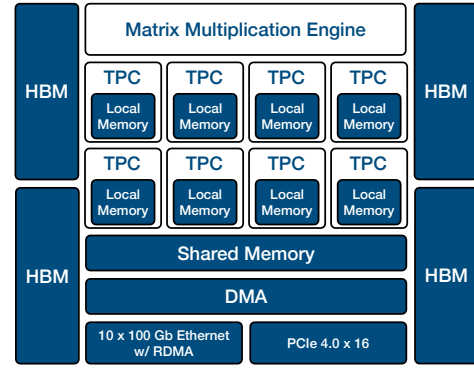 Matrix Multiplication Engine
HBM
HBM
TPC
TPC
TPC
TPC
Local
Memory
Local
Memory
Local
Memory
Local
Memory
TPC
TPC
TPC
TPC
Local
Memory
Local
Memory
Local
Memory
Local
Memory
HBM
HBM
Shared Memory
DMA
10 x 100 Gb Ethernet
w/ RDMA
PCIe 4.0 x 16